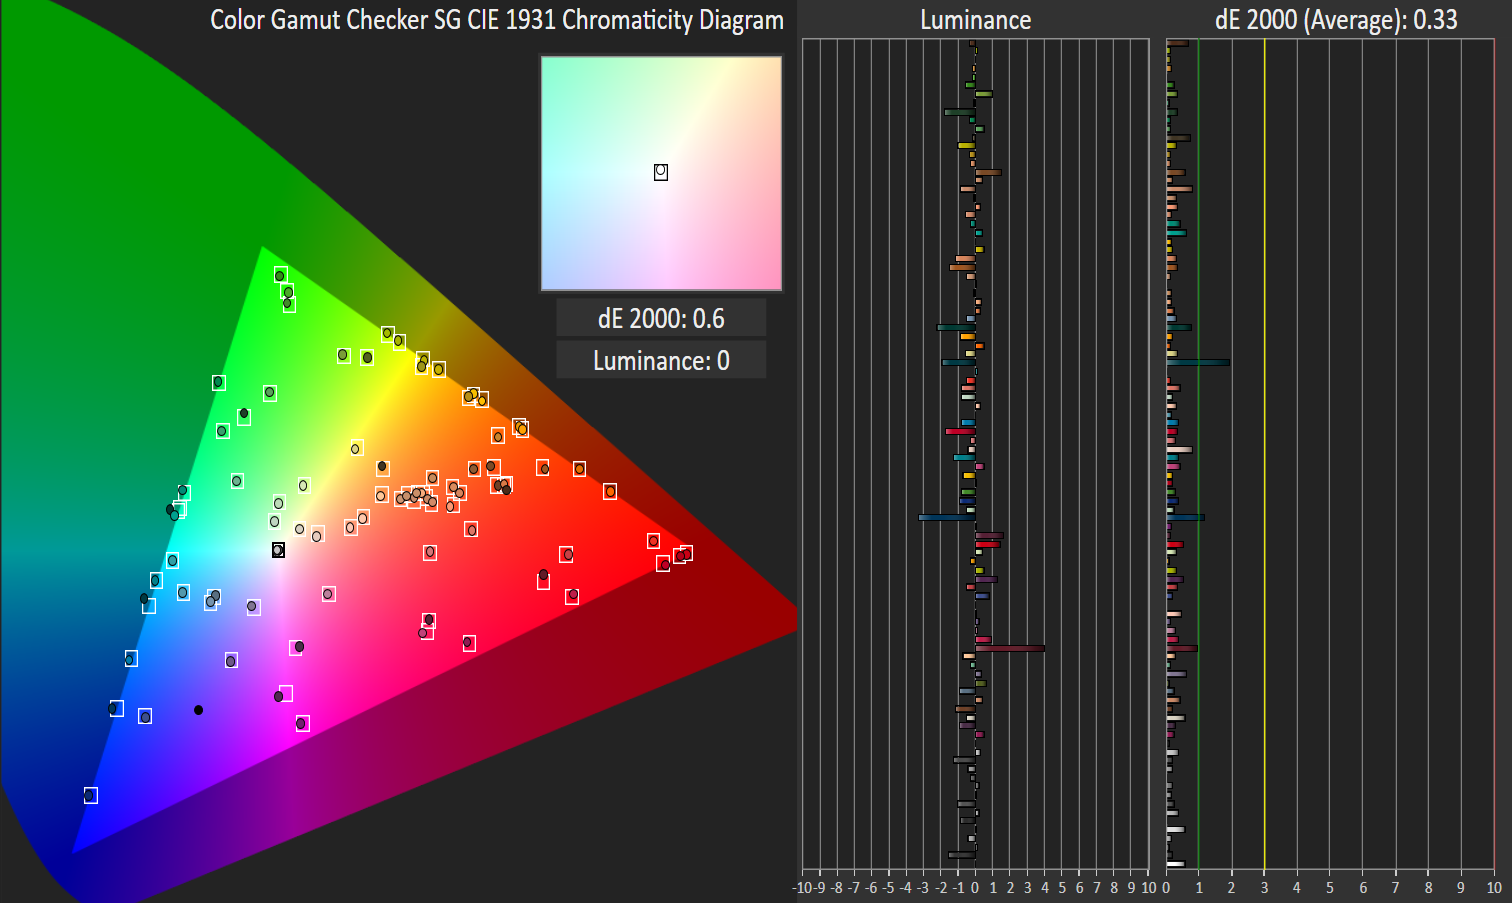 Color Gamut Checker SG CIE 1931 Chromaticity Diagram
dE 2000: 0.6
Luminance: 0
Luminance
-10 -9 -8 -7 -6 -5 -4 -3 -2 -1 0 1 2 3 4 5 6 7 8 9 10
dE 2000 (Average): 0.33
0 1 2 3 4 5 6 7 8 9 10